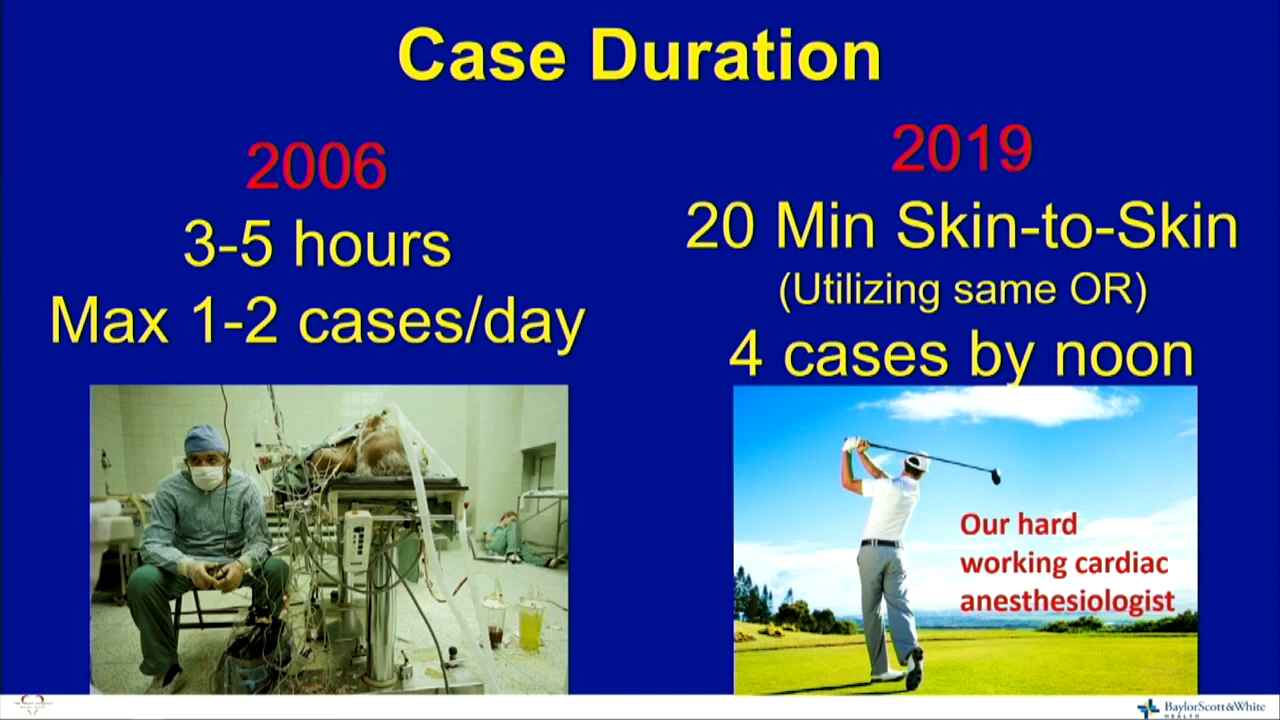 Case Duration
2006
3-5 hours
Max 1-2 cases/day
2019
20 Min Skin-to-Skin
(Utilizing same OR)
4 cases by noon
Our hard
working cardiac
anesthesiologist
BaylorScott&White
HEALTH